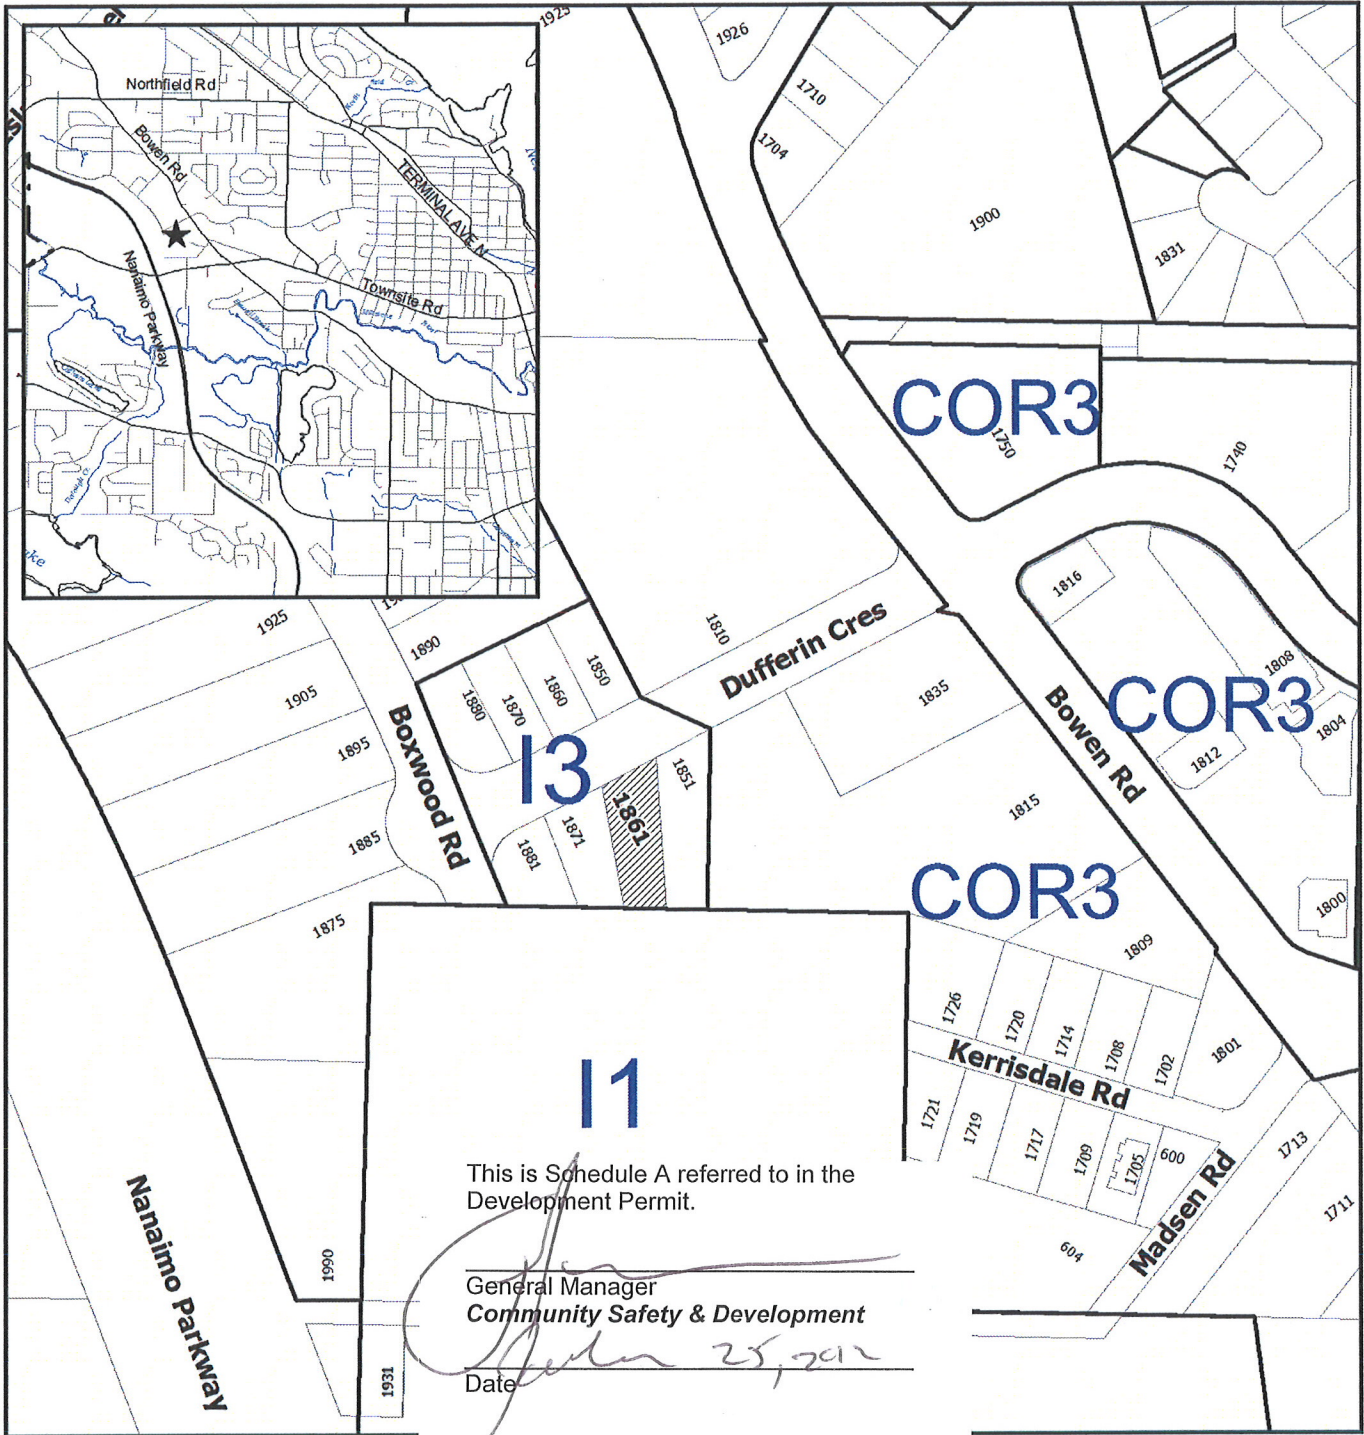 Northfield Rd
Bowen Rd
TERMINAL AVE N
Nanaimo Parkway
Townsite Rd
1925
1926
1710
1704
1900
1831
COR3
1750
1740
1816
1810
Dufferin Cres
1835
1808
COR3
1804
1812
Bowen Rd
1815
COR3
1800
1809
1925
1890
1905
1895
1885
1875
Boxwood Rd
1880
1870
1860
1850
I3
1851
1861
1871
1881
1726
1720
1714
1708
1702
1801
Kerrisdale Rd
1721
1719
1717
1709
1705
600
604
Madsen Rd
1713
1711
I1
Nanaimo Parkway
1990
1931
This is Schedule A referred to in the
Development Permit.
General Manager
Community Safety & Development
25, 2012
Date